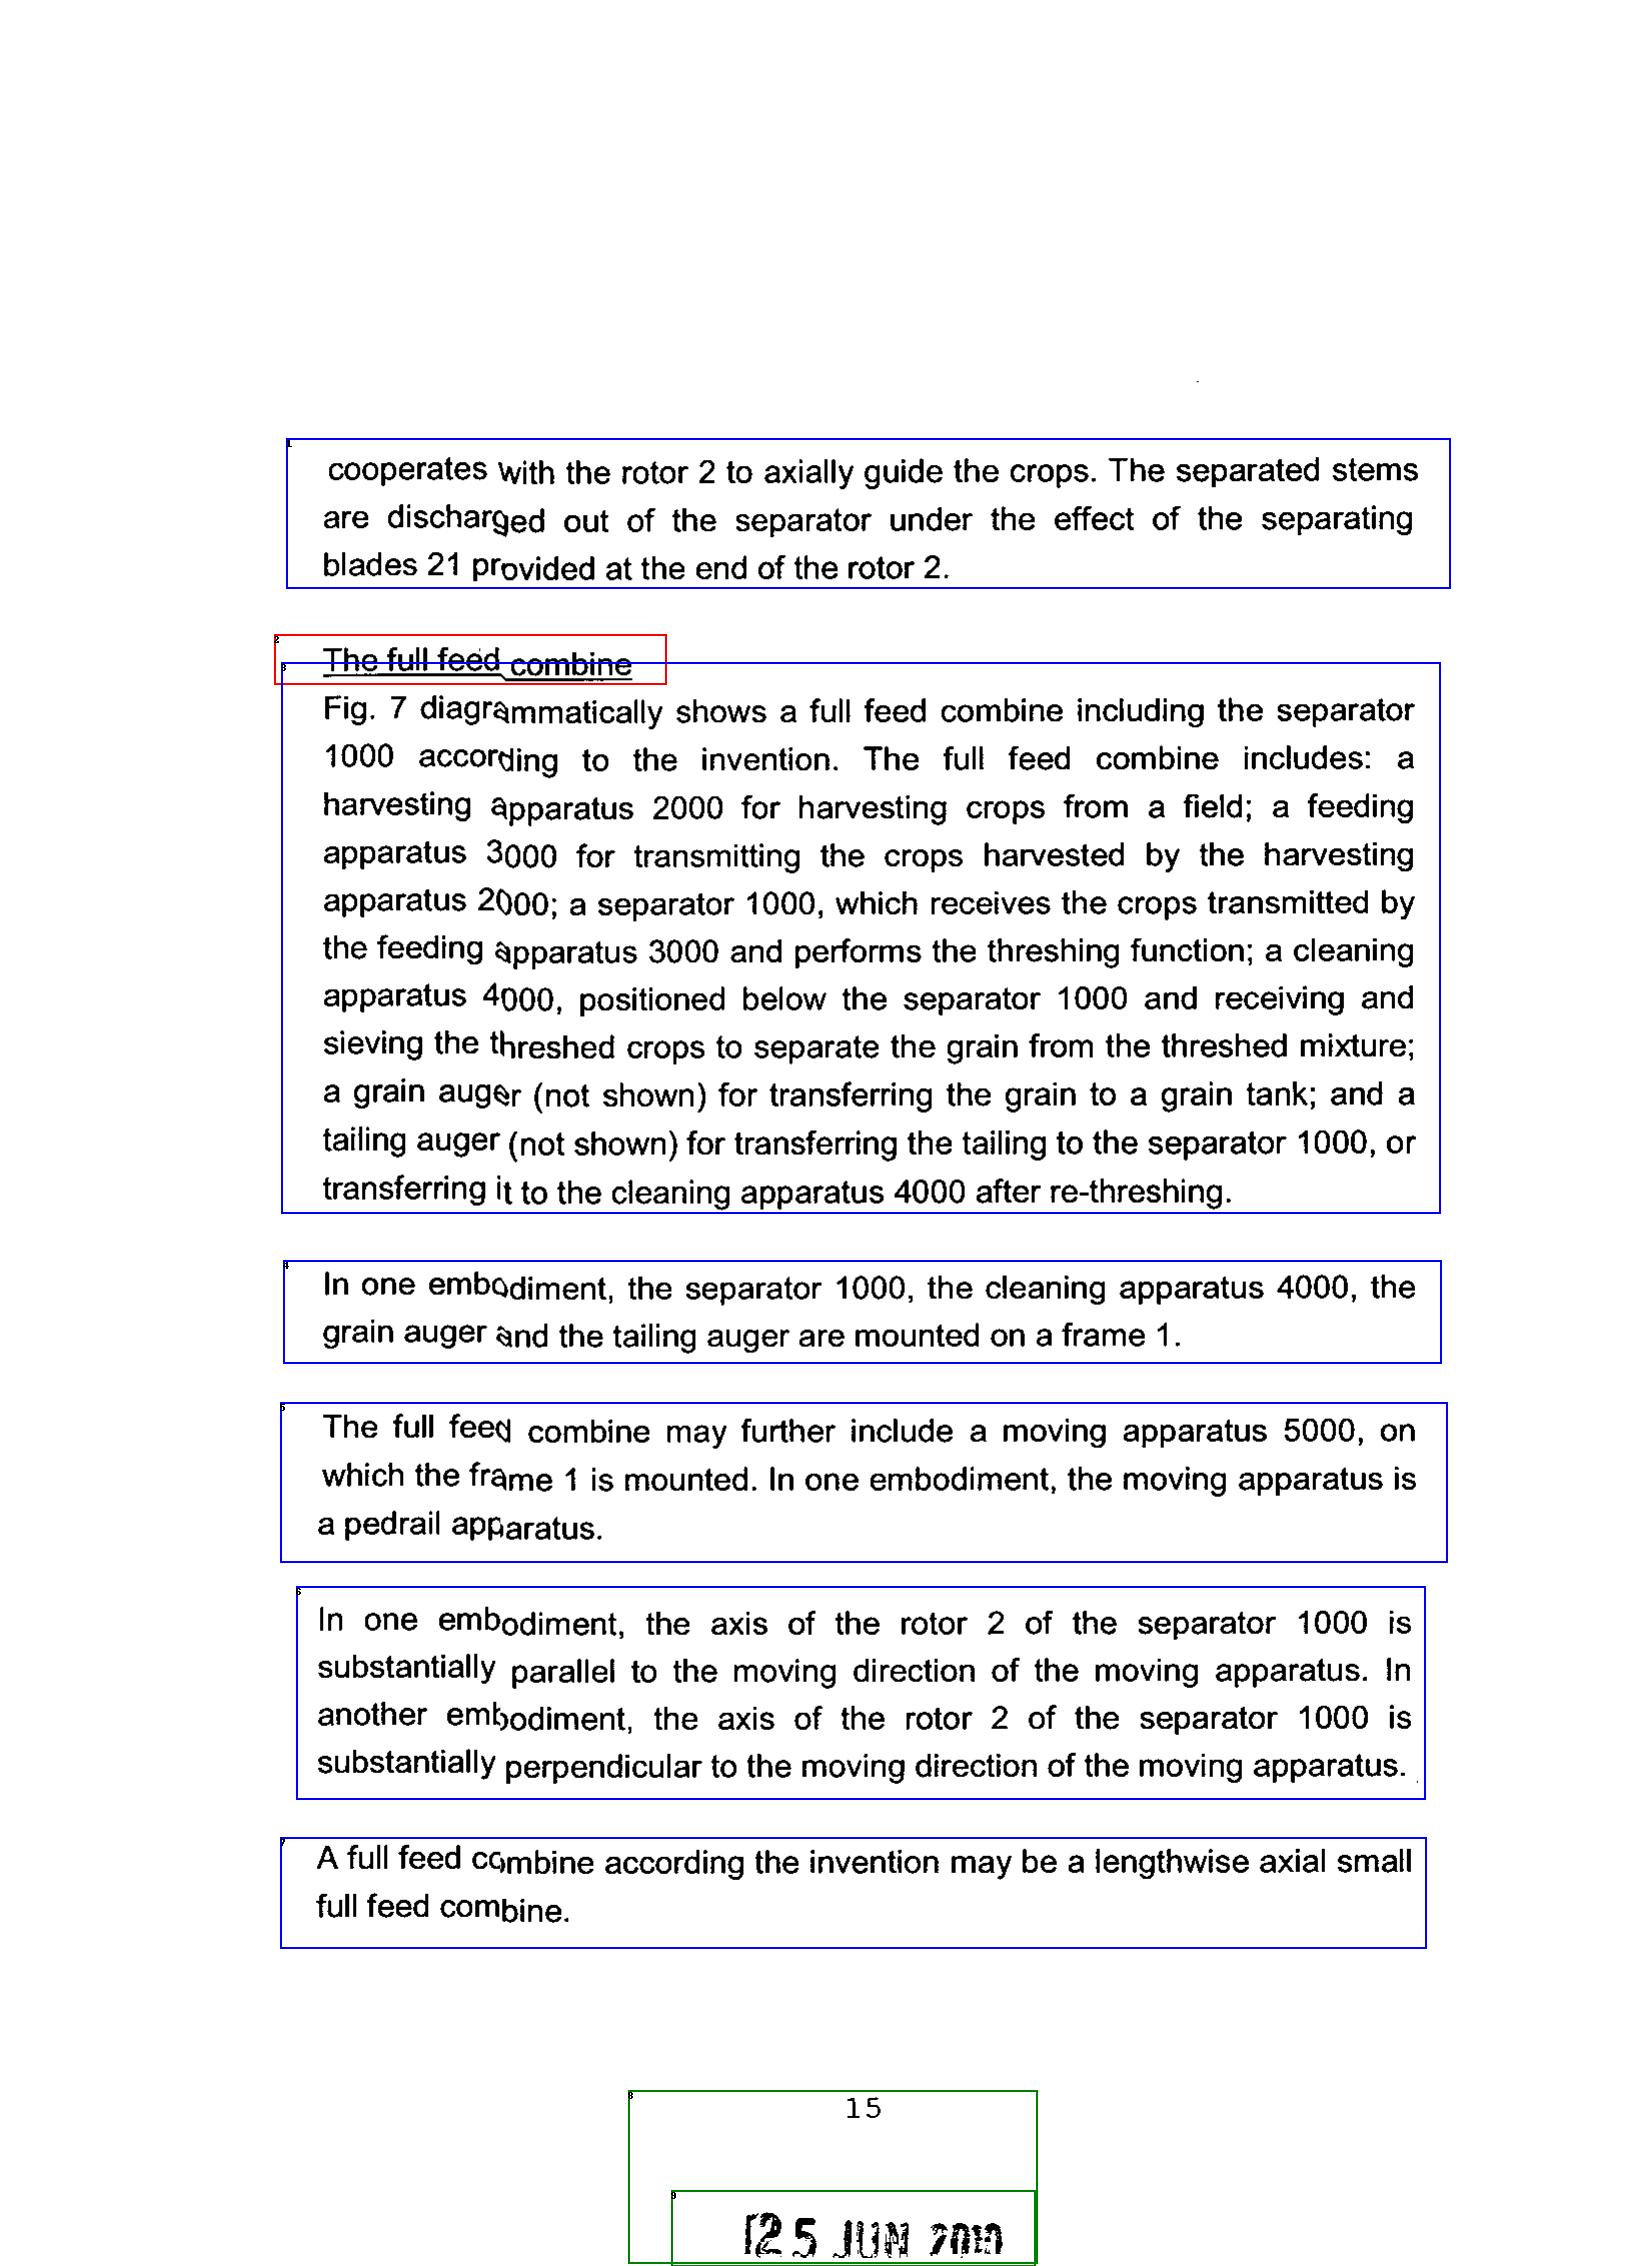 cooperates with the rotor 2 to axially guide the crops. The separated stems
are discharged out of the separator under the effect of the separating
blades 21 provided at the end of the rotor 2.
The full feed combine
Fig. 7 diagrammatically shows a full feed combine including the separator
1000 according to the invention. The full feed combine includes: a
harvesting apparatus 2000 for harvesting crops from a field; a feeding
apparatus 3000 for transmitting the crops harvested by the harvesting
apparatus 2000; a separator 1000, which receives the crops transmitted by
the feeding apparatus 3000 and performs the threshing function; a cleaning
apparatus 4000, positioned below the separator 1000 and receiving and
sieving the threshed crops to separate the grain from the threshed mixture;
a grain auger (not shown) for transferring the grain to a grain tank; and a
tailing auger (not shown) for transferring the tailing to the separator 1000, or
transferring it to the cleaning apparatus 4000 after re-threshing.
In one embodiment, the separator 1000, the cleaning apparatus 4000, the
grain auger and the tailing auger are mounted on a frame 1.
The full feed combine may further include a moving apparatus 5000, on
which the frame 1 is mounted. In one embodiment, the moving apparatus is
a pedrail apparatus.
In one embodiment, the axis of the rotor 2 of the separator 1000 is
substantially parallel to the moving direction of the moving apparatus. In
another embodiment, the axis of the rotor 2 of the separator 1000 is
substantially perpendicular to the moving direction of the moving apparatus.
A full feed combine according the invention may be a lengthwise axial small
full feed combine.
15
25 JUN